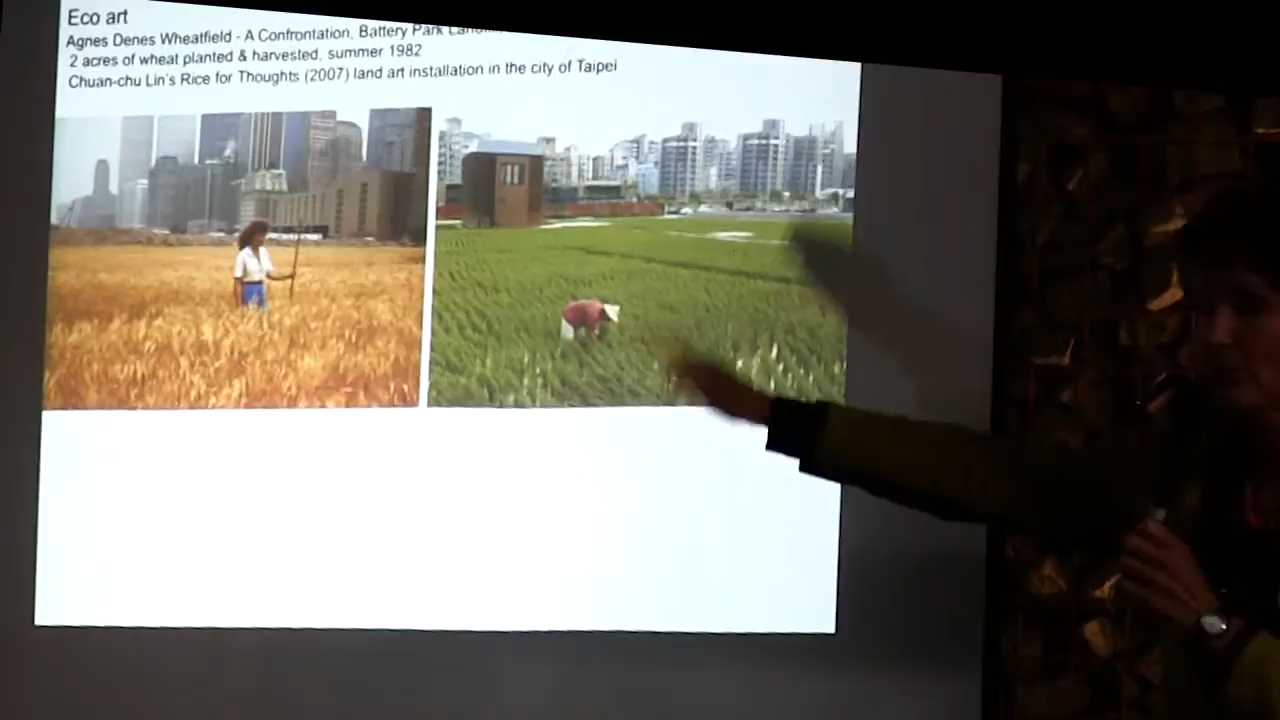 Eco art
Agnes Denes Wheatfield - A Confrontation, Battery Park
2 acres of wheat planted & harvested, summer 1982
Chuan-chu Lin's Rice for Thoughts (2007) land art installation in the city of Taipei